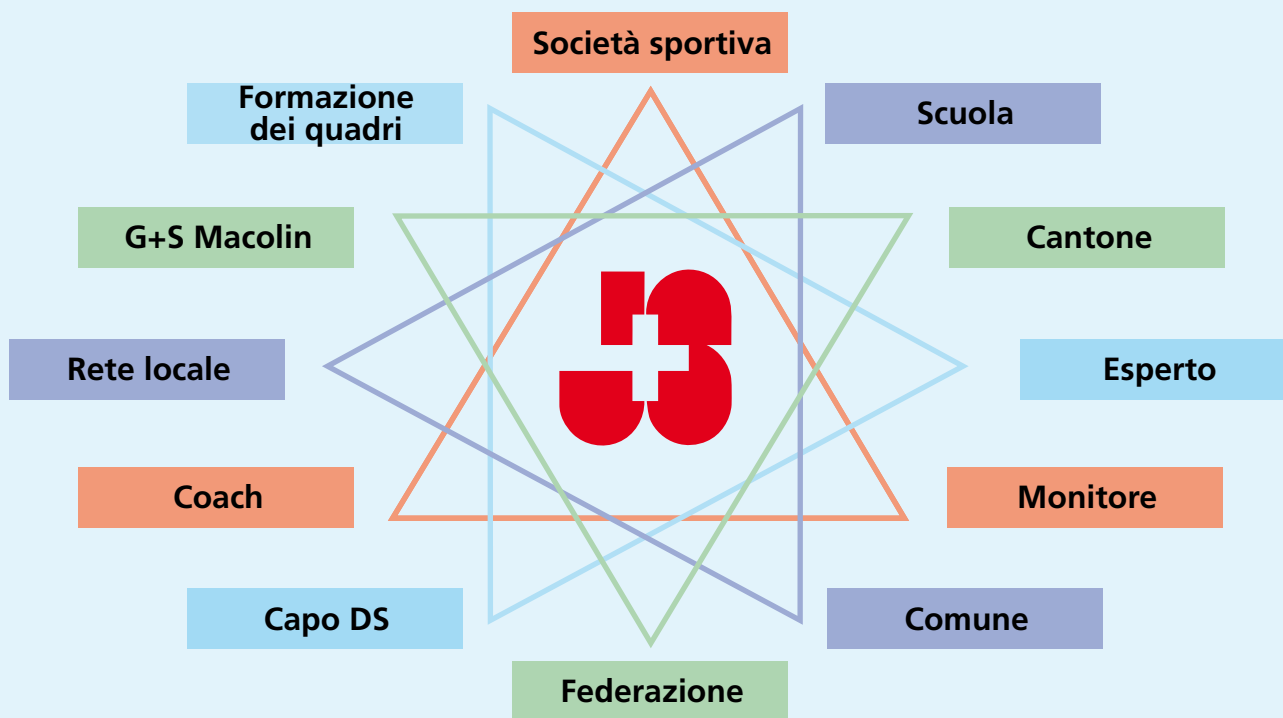 Società sportiva
Formazione
dei quadri
Scuola
G+S Macolin
Cantone
Rete locale
Esperto
Coach
Monitore
Capo DS
Comune
Federazione